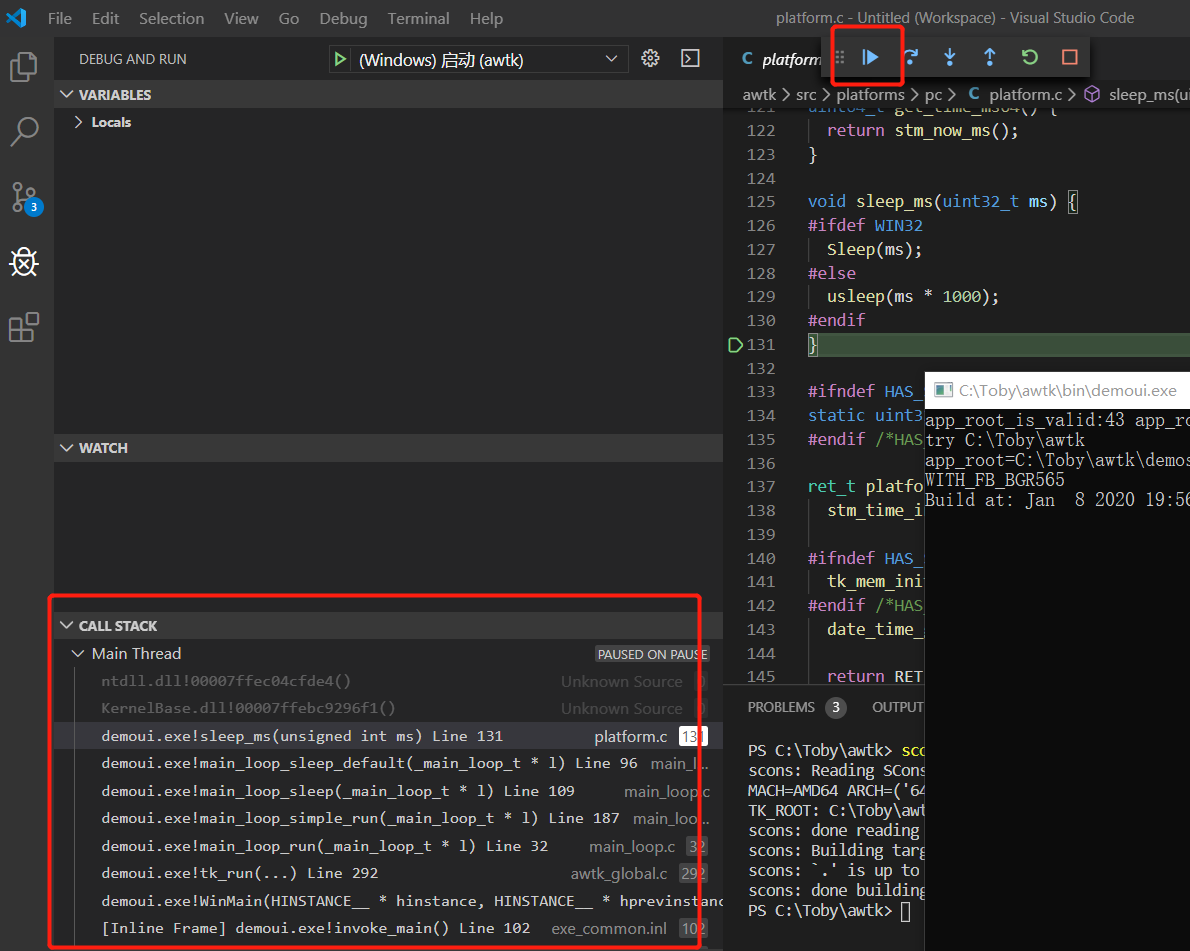 File Edit Selection View Go Debug Terminal Help
platform.c - Untitled (Workspace) - Visual Studio Code
DEBUG AND RUN
(Windows) 启动 (awtk)
VARIABLES
Locals
3
WATCH
CALL STACK
Main Thread PAUSED ON PAUSE
ntdll.dll!00007ffec04cfde4() Unknown Source 0
KernelBase.dll!00007ffebc9296f1() Unknown Source 0
demoui.exe!sleep_ms(unsigned int ms) Line 131 platform.c 131
demoui.exe!main_loop_sleep_default(_main_loop_t * l) Line 96 main_l...
demoui.exe!main_loop_sleep(_main_loop_t * l) Line 109 main_loop.c
demoui.exe!main_loop_simple_run(_main_loop_t * l) Line 187 main_loo...
demoui.exe!main_loop_run(_main_loop_t * l) Line 32 main_loop.c 32
demoui.exe!tk_run(...) Line 292 awtk_global.c 292
demoui.exe!WinMain(HINSTANCE__ * hinstance, HINSTANCE__ * hprevinstanc
[Inline Frame] demoui.exe!invoke_main() Line 102 exe_common.inl 102
C platform
awtk > src > platforms > pc > C platform.c > sleep_ms(ui
121 uint64_t get_time_ms64() {
122 return stm_now_ms();
123 }
124
125 void sleep_ms(uint32_t ms) {
126 #ifdef WIN32
127 Sleep(ms);
128 #else
129 usleep(ms * 1000);
130 #endif
131 }
132
133 #ifndef HAS_
134 static uint3
135 #endif /*HAS
136
137 ret_t platfo
138 stm_time_i
139
140 #ifndef HAS_
141 tk_mem_ini
142 #endif /*HAS
143 date_time_
144
145 return RET
C:\Toby\awtk\bin\demoui.exe
app_root_is_valid:43 app_ro
try C:\Toby\awtk
app_root=C:\Toby\awtk\demos
WITH_FB_BGR565
Build at: Jan 8 2020 19:56
PROBLEMS 3 OUTPUT
PS C:\Toby\awtk> sco
scons: Reading SCons
MACH=AMD64 ARCH=('64
TK_ROOT: C:\Toby\awt
scons: done reading
scons: Building targ
scons: `.' is up to
scons: done building
PS C:\Toby\awtk>